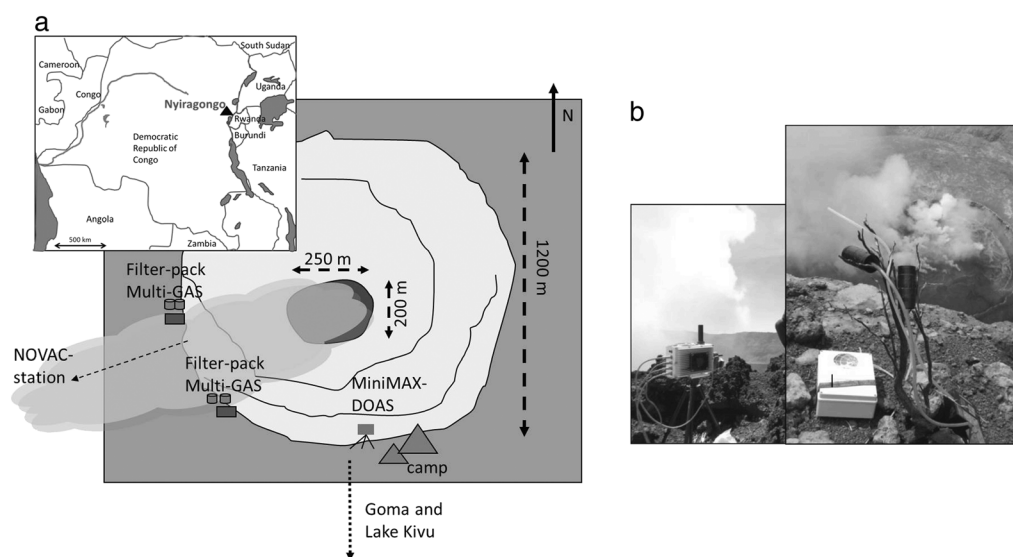 a
South Sudan
Cameroon
Uganda
Congo
Nyiragongo
Gabon
Rwanda
Democratic
Republic of
Congo
Burundi
Tanzania
Angola
500 km
Zambia
N
b
250 m
200 m
1200 m
Filter-pack
Multi-GAS
NOVAC-
station
Filter-pack
Multi-GAS
MiniMAX-
DOAS
camp
Goma and
Lake Kivu